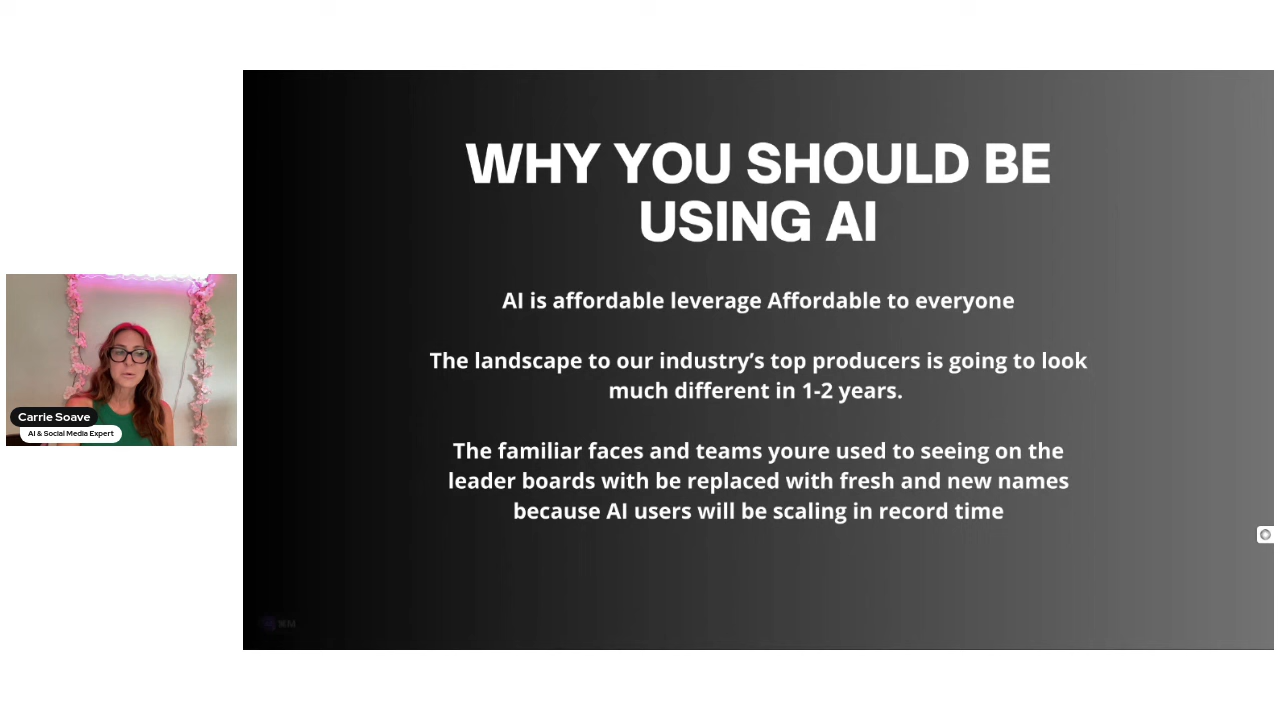 WHY YOU SHOULD BE
USING AI
AI is affordable leverage Affordable to everyone
The landscape to our industry's top producers is going to look
much different in 1-2 years.
The familiar faces and teams youre used to seeing on the
leader boards with be replaced with fresh and new names
because AI users will be scaling in record time
Carrie Soave
AI & Social Media Expert